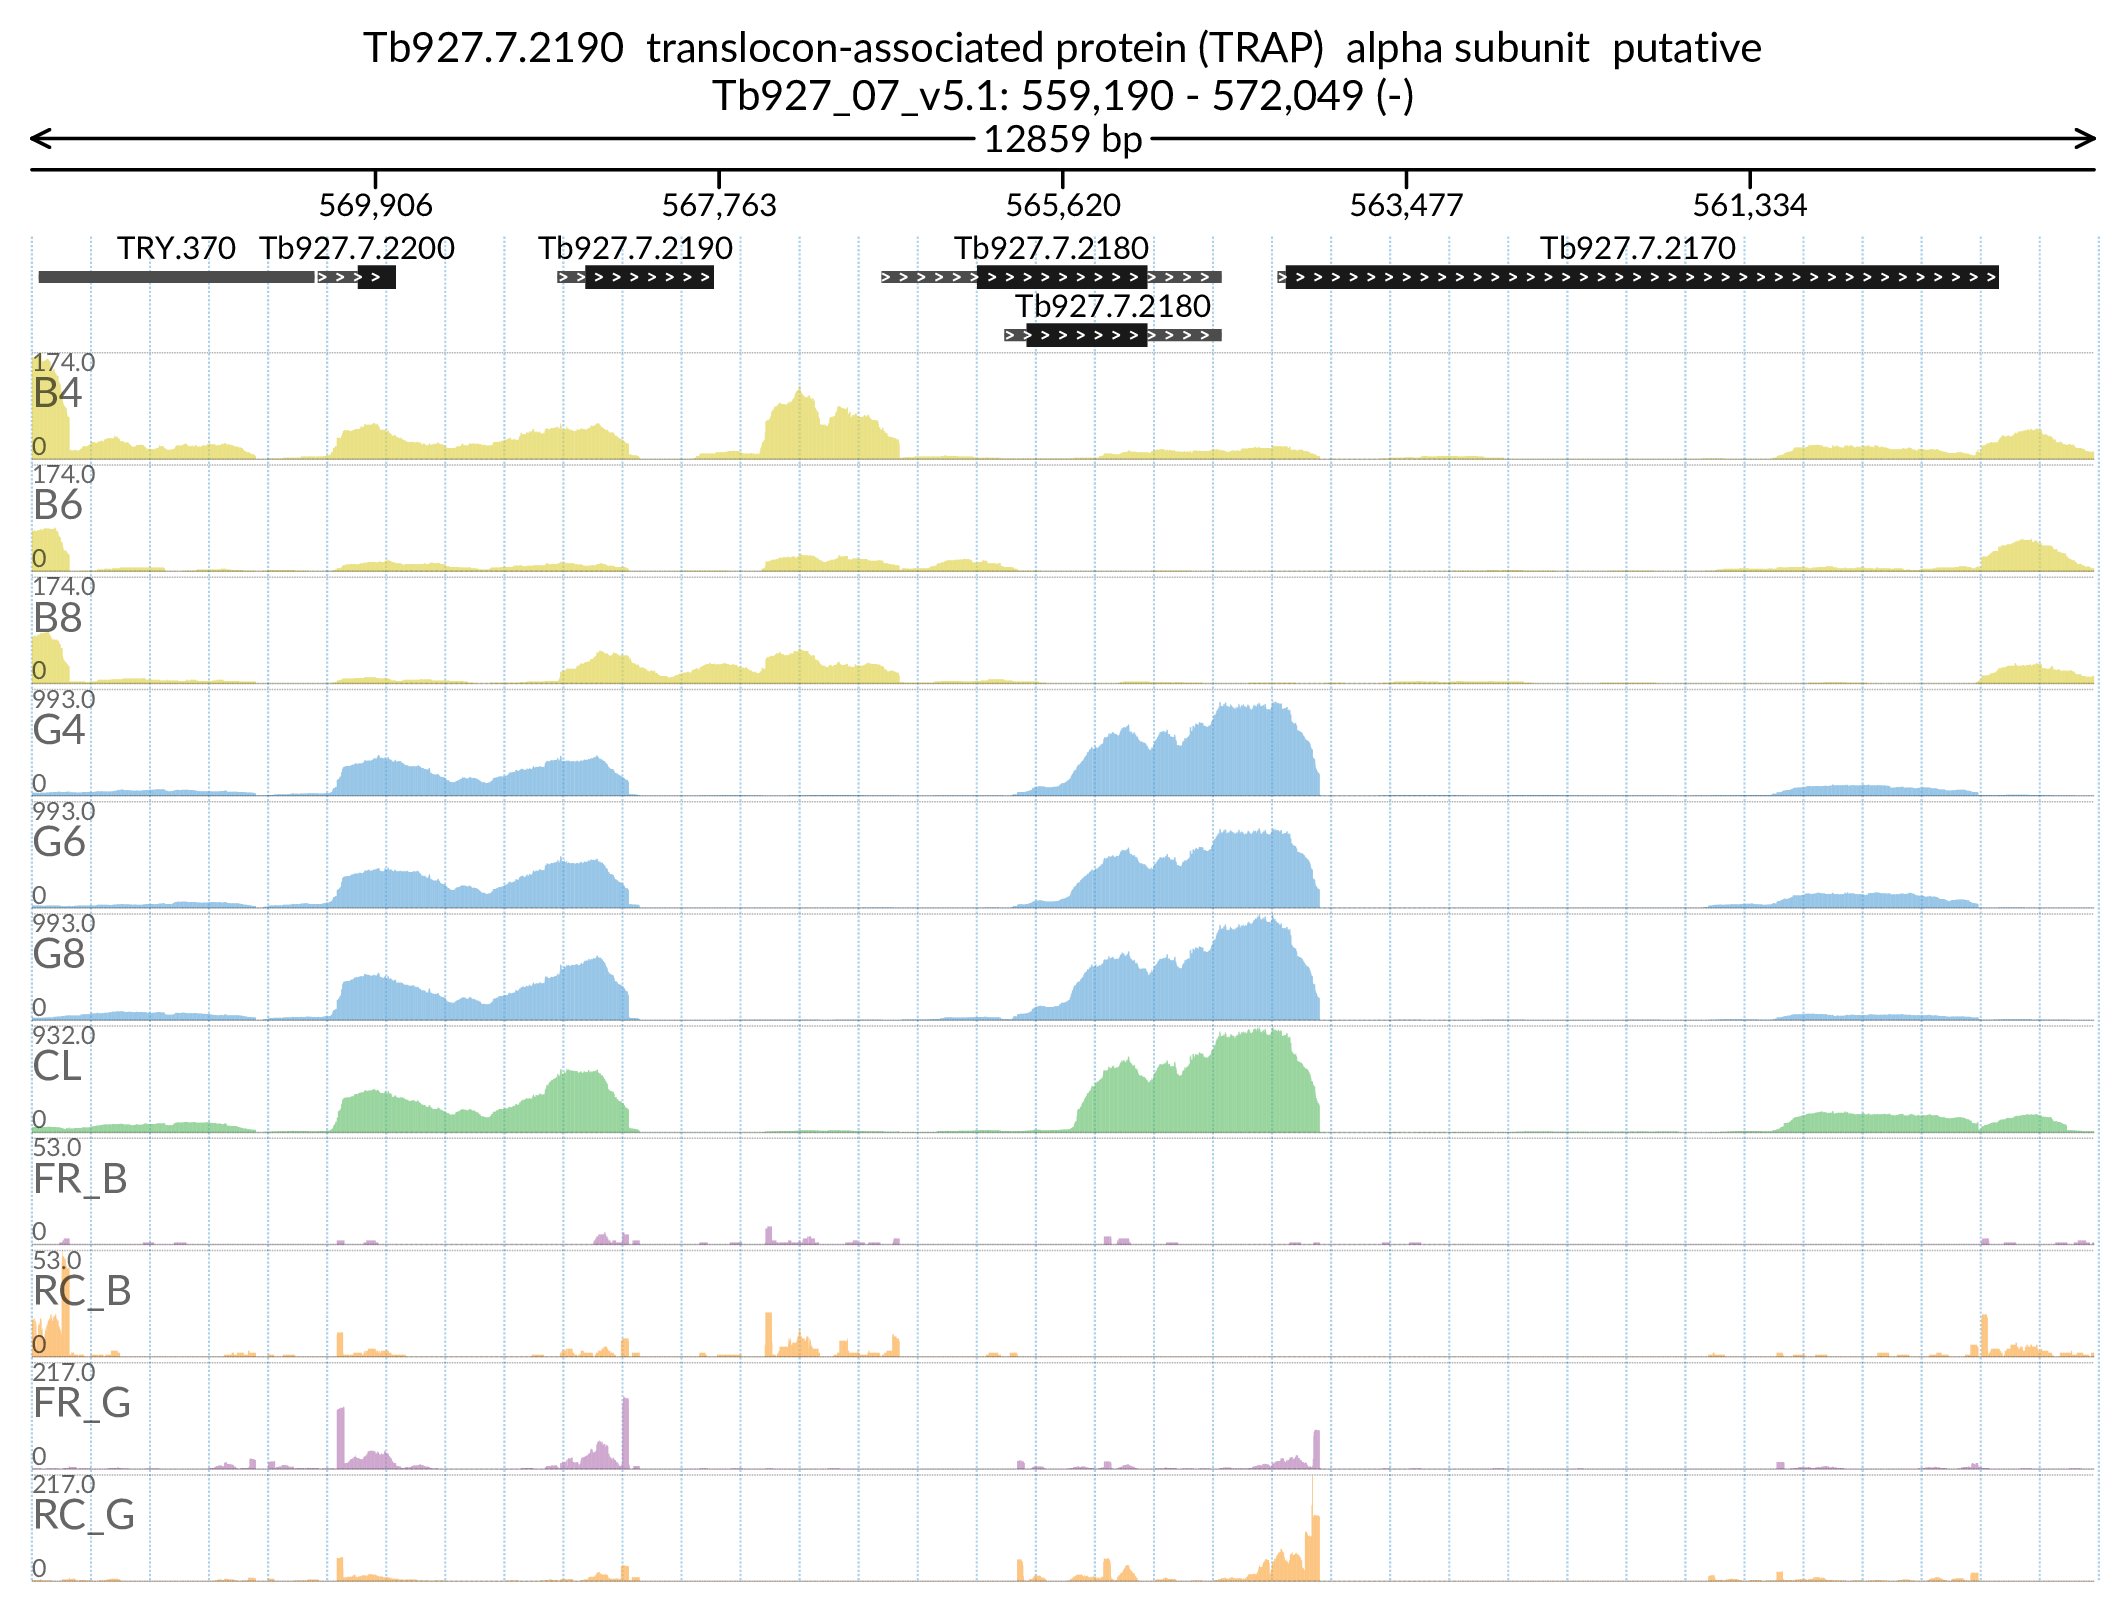 Tb927.7.2190 translocon-associated protein (TRAP) alpha subunit putative
Tb927_07_v5.1: 559,190 - 572,049 (-)
12859 bp
569,906 567,763 565,620 563,477 561,334
TRY.370 Tb927.7.2200 Tb927.7.2190 Tb927.7.2180 Tb927.7.2170
Tb927.7.2180
174.0
B4
0
174.0
B6
0
174.0
B8
0
993.0
G4
0
993.0
G6
0
993.0
G8
0
932.0
CL
0
53.0
FR_B
0
53.0
RC_B
0
217.0
FR_G
0
217.0
RC_G
0